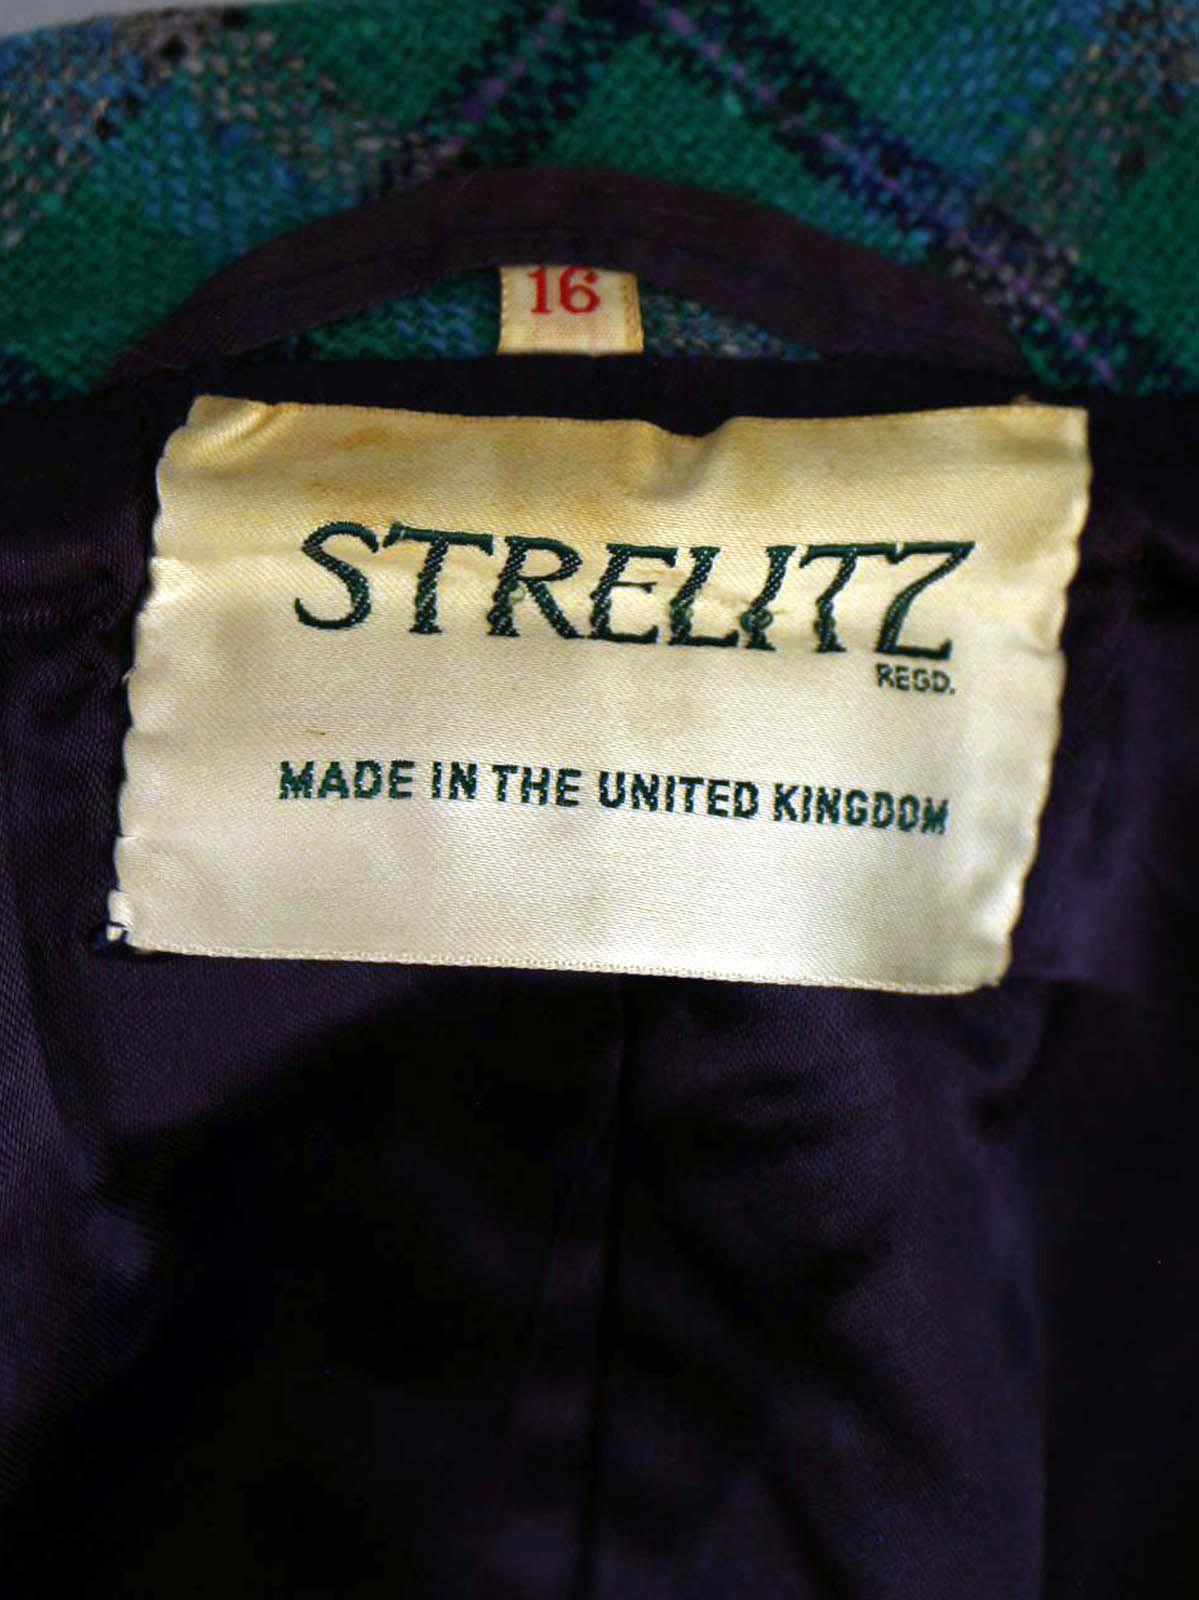 16
STRELITZ
REGD.
MADE IN THE UNITED KINGDOM